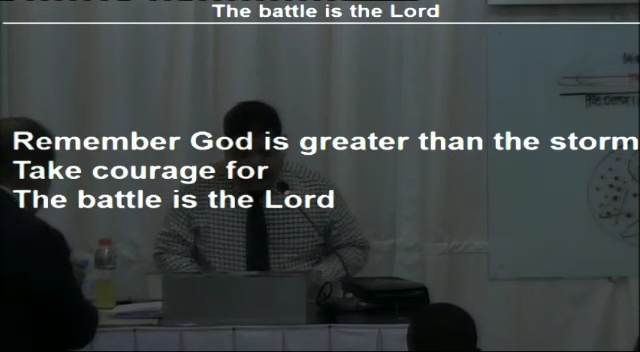 The battle is the Lord
Remember God is greater than the storm
Take courage for
The battle is the Lord